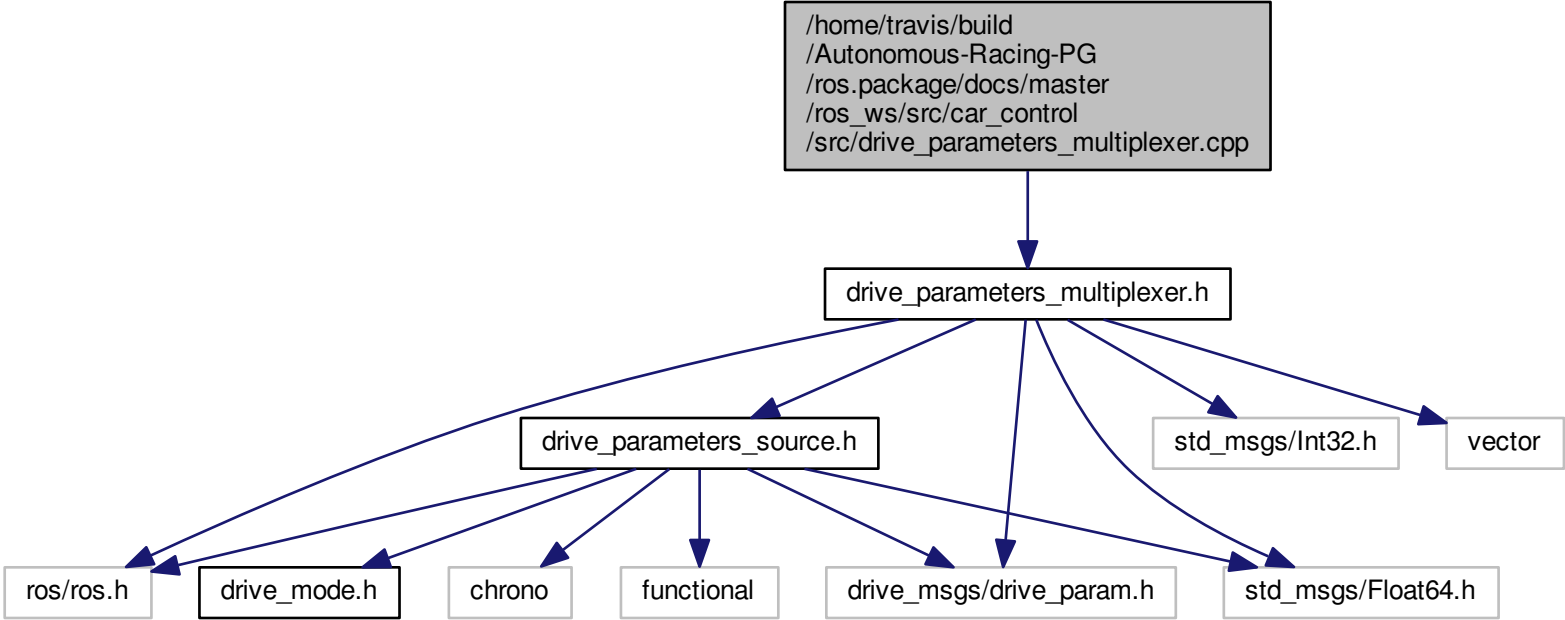 /home/travis/build
/Autonomous-Racing-PG
/ros.package/docs/master
/ros_ws/src/car_control
/src/drive_parameters_multiplexer.cpp
drive_parameters_multiplexer.h
drive_parameters_source.h
std_msgs/Int32.h
vector
ros/ros.h
drive_mode.h
chrono
functional
drive_msgs/drive_param.h
std_msgs/Float64.h